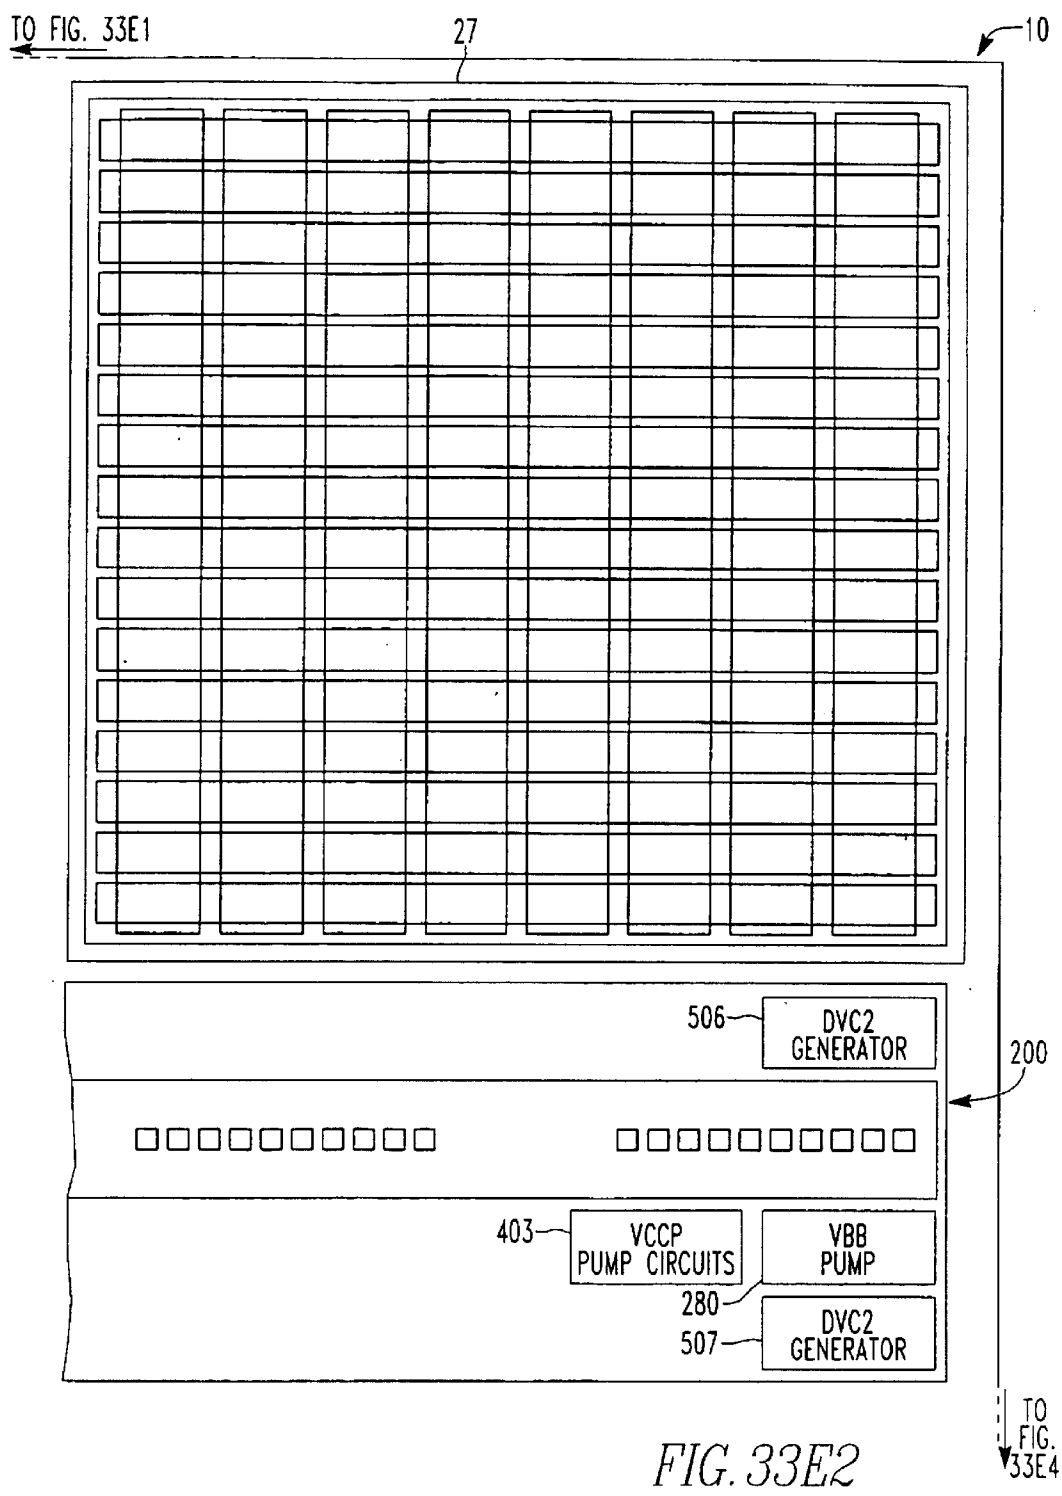 TO FIG. 33E1
27
10
506
DVC2
GENERATOR
200
403
VCCP
PUMP CIRCUITS
VBB
PUMP
280
507
DVC2
GENERATOR
TO
FIG.
33E4
FIG. 33E2